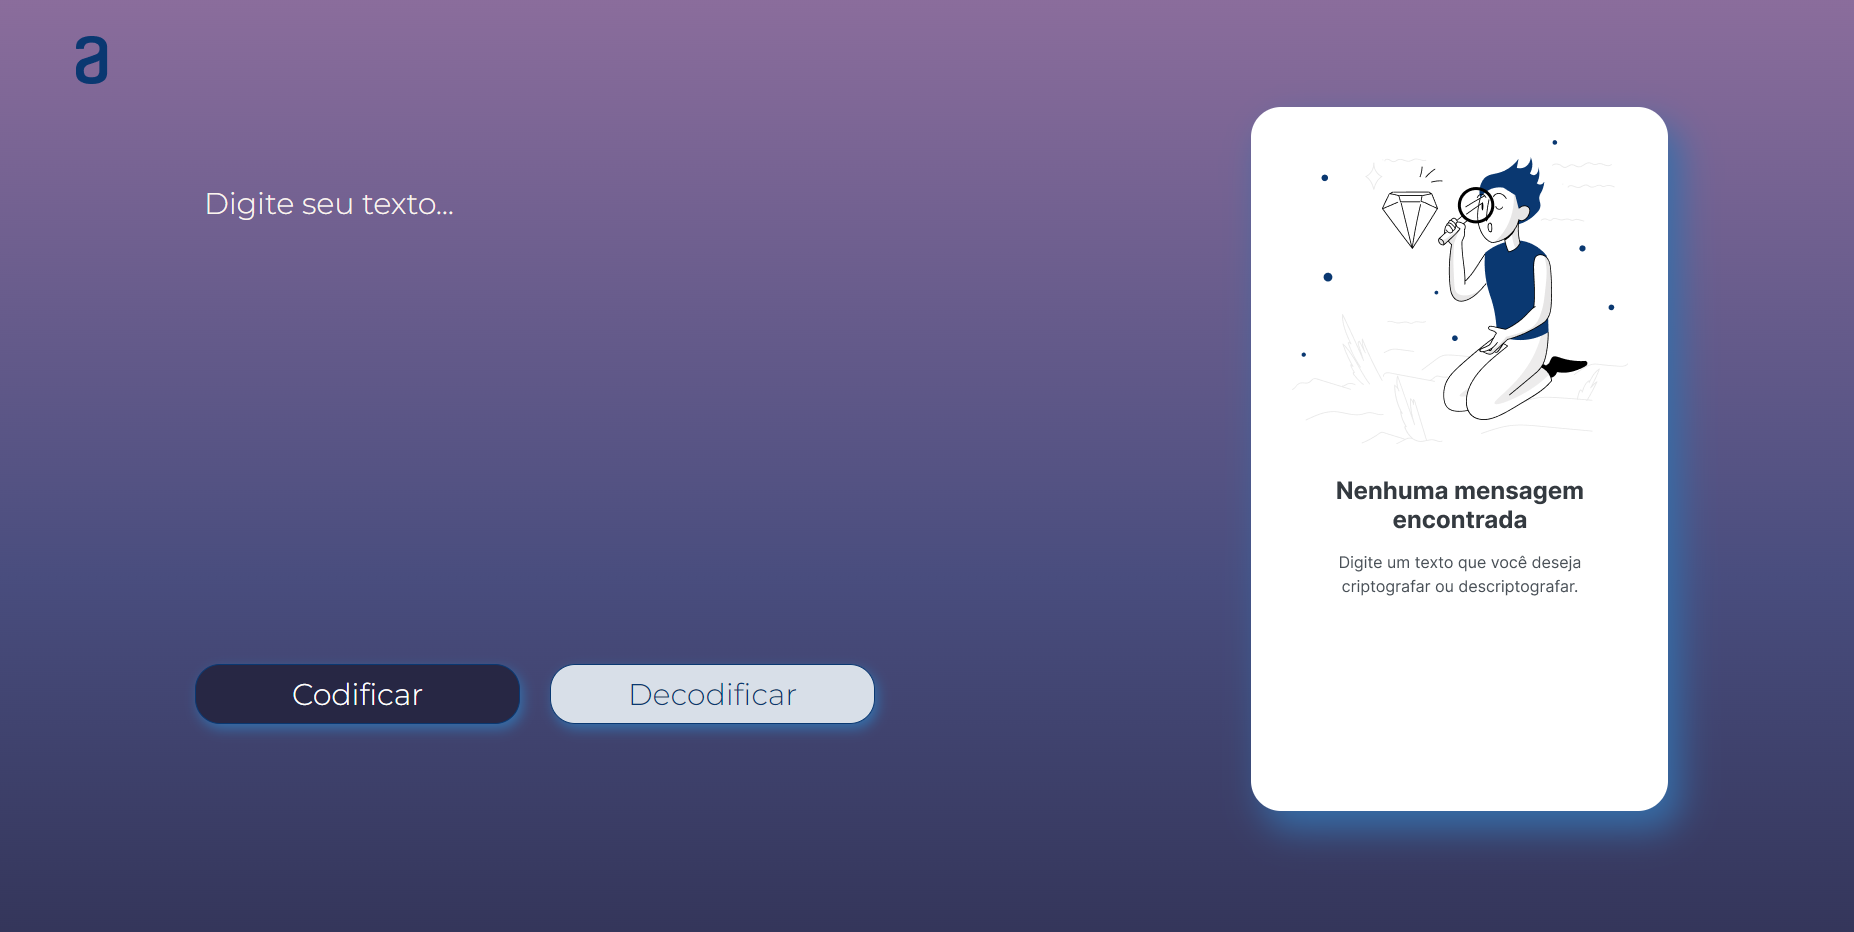 a
Digite seu texto...
Codificar
Decodificar
Nenhuma mensagem
encontrada
Digite um texto que você deseja
criptografar ou descriptografar.